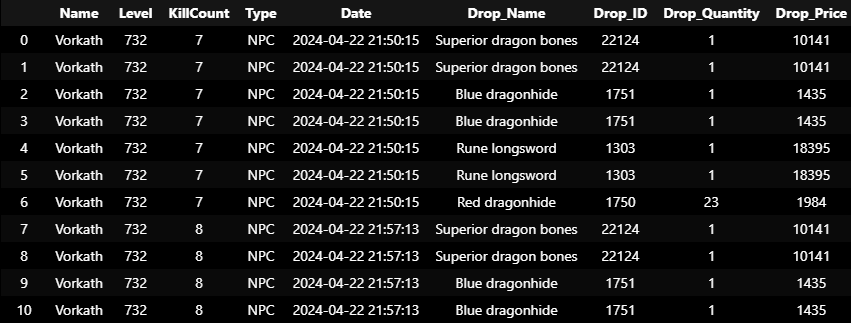 Name Level KillCount Type Date Drop_Name Drop_ID Drop_Quantity Drop_Price
0 Vorkath 732 7 NPC 2024-04-22 21:50:15 Superior dragon bones 22124 1 10141
1 Vorkath 732 7 NPC 2024-04-22 21:50:15 Superior dragon bones 22124 1 10141
2 Vorkath 732 7 NPC 2024-04-22 21:50:15 Blue dragonhide 1751 1 1435
3 Vorkath 732 7 NPC 2024-04-22 21:50:15 Blue dragonhide 1751 1 1435
4 Vorkath 732 7 NPC 2024-04-22 21:50:15 Rune longsword 1303 1 18395
5 Vorkath 732 7 NPC 2024-04-22 21:50:15 Rune longsword 1303 1 18395
6 Vorkath 732 7 NPC 2024-04-22 21:50:15 Red dragonhide 1750 23 1984
7 Vorkath 732 8 NPC 2024-04-22 21:57:13 Superior dragon bones 22124 1 10141
8 Vorkath 732 8 NPC 2024-04-22 21:57:13 Superior dragon bones 22124 1 10141
9 Vorkath 732 8 NPC 2024-04-22 21:57:13 Blue dragonhide 1751 1 1435
10 Vorkath 732 8 NPC 2024-04-22 21:57:13 Blue dragonhide 1751 1 1435